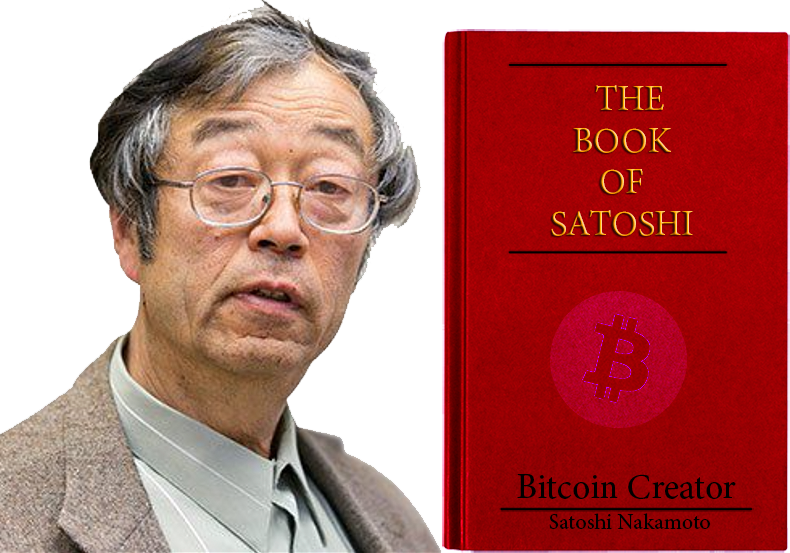 THE
BOOK
OF
SATOSHI
Bitcoin Creator
Satoshi Nakamoto